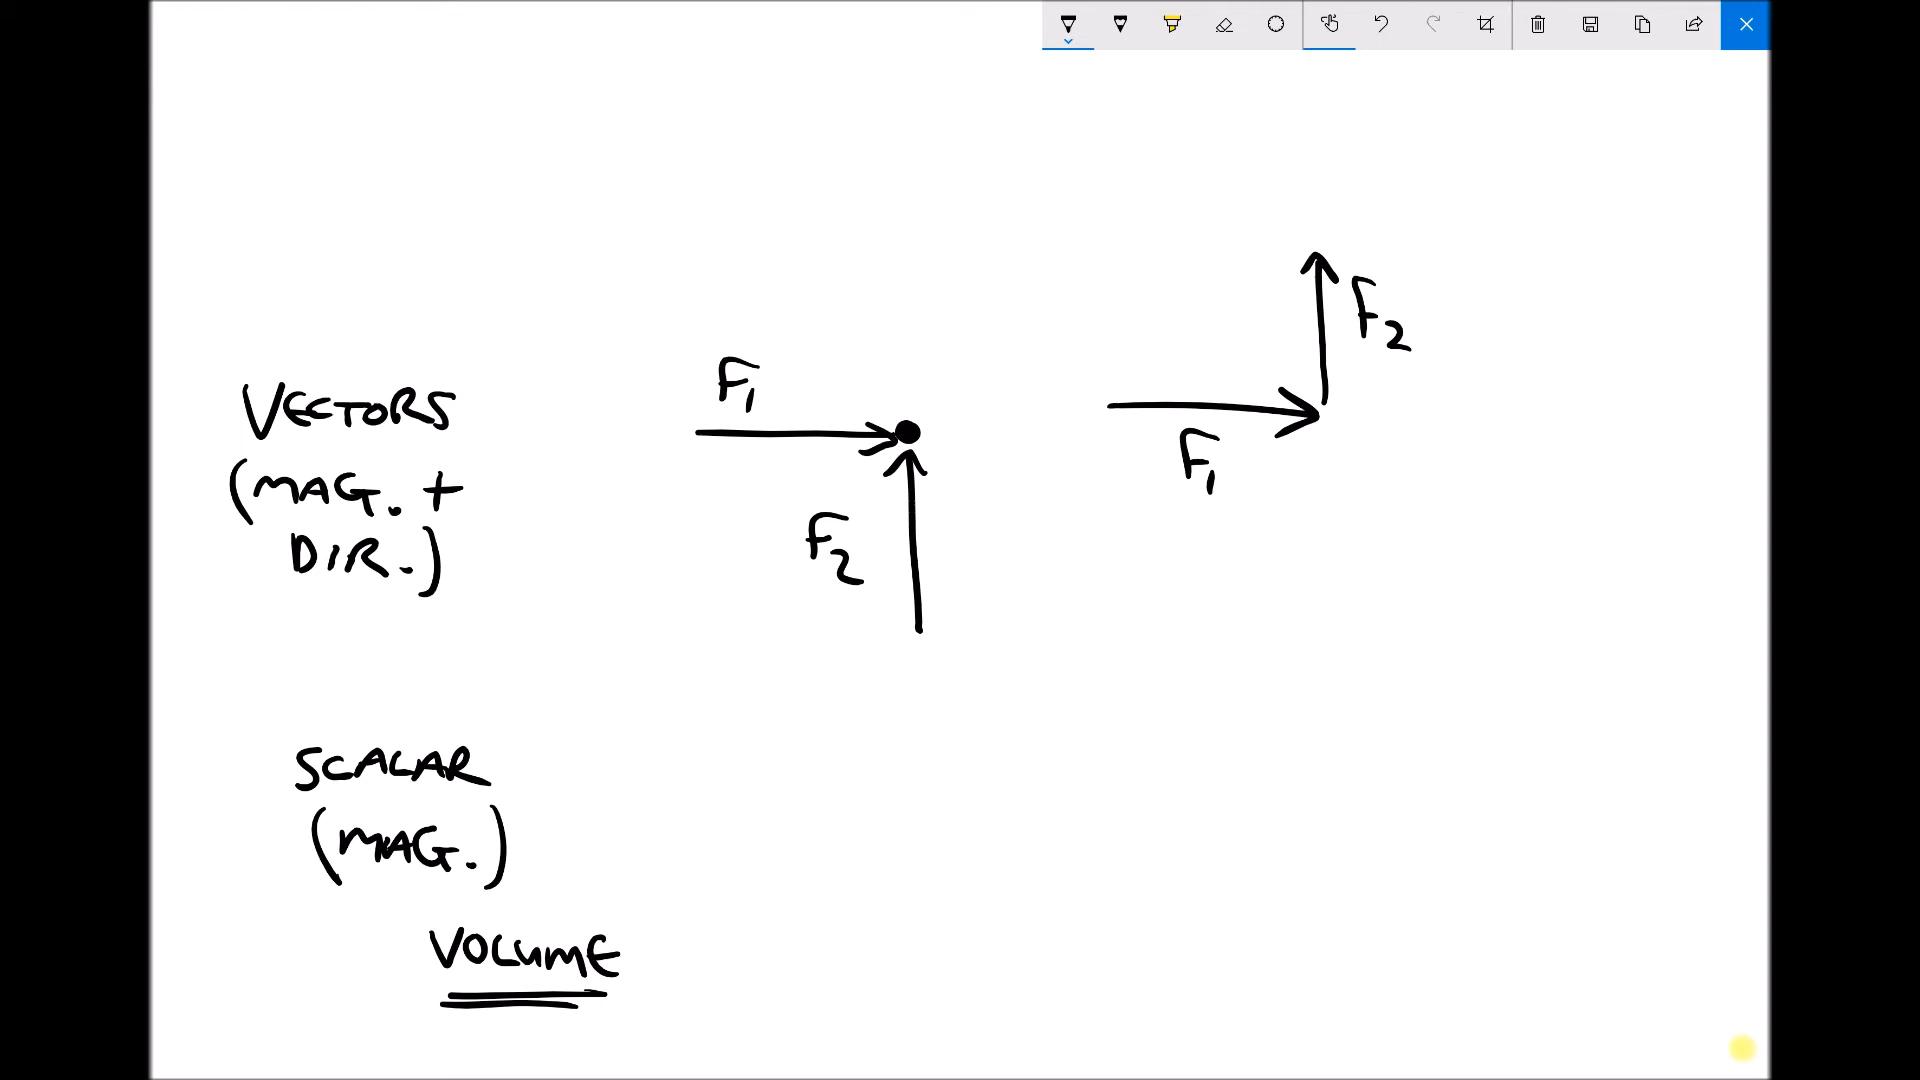 VECTORS
(MAG. +
DIR.)
F1
F2
F1
F2
SCALAR
(MAG.)
VOLUME